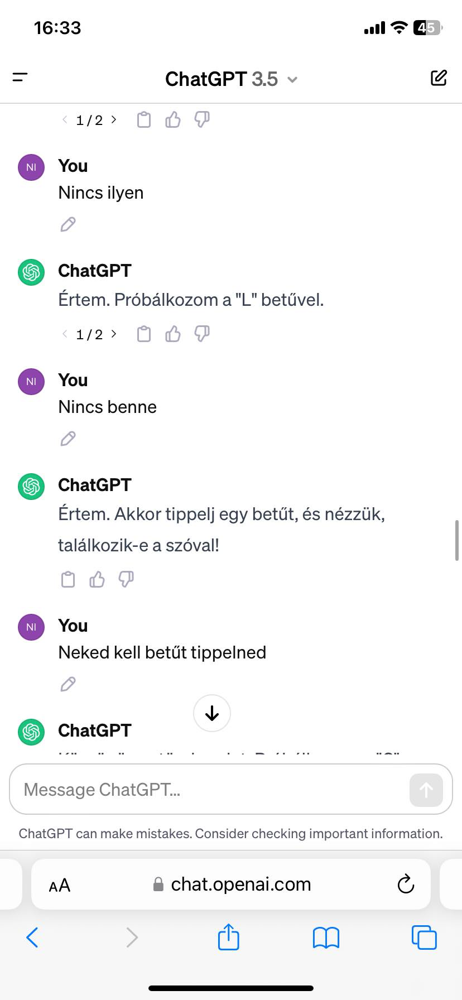 16:33
45
ChatGPT 3.5
1/2
NI
You
Nincs ilyen
ChatGPT
Értem. Próbálkozom a "L" betűvel.
1/2
NI
You
Nincs benne
ChatGPT
Értem. Akkor tippelj egy betűt, és nézzük,
találkozik-e a szóval!
NI
You
Neked kell betűt tippelned
ChatGPT
Message ChatGPT...
ChatGPT can make mistakes. Consider checking important information.
AA
chat.openai.com